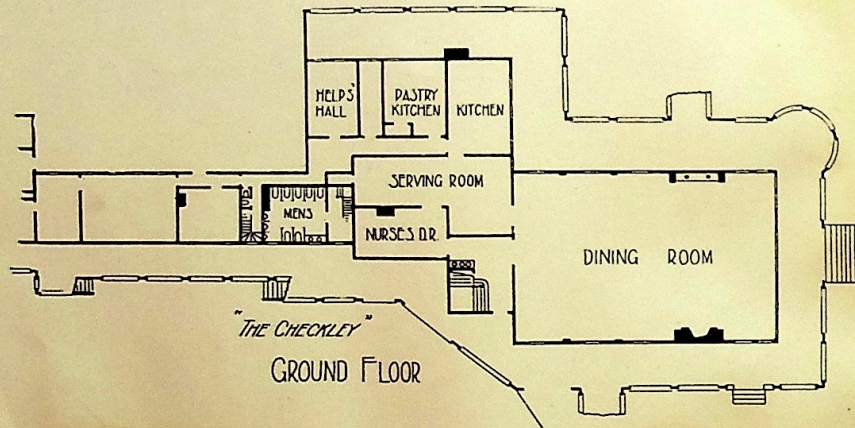 HELPS'
HALL
PASTRY
KITCHEN
KITCHEN
SERVING ROOM
MENS
NURSES D.R.
DINING ROOM
"THE CHECKLEY"
GROUND FLOOR